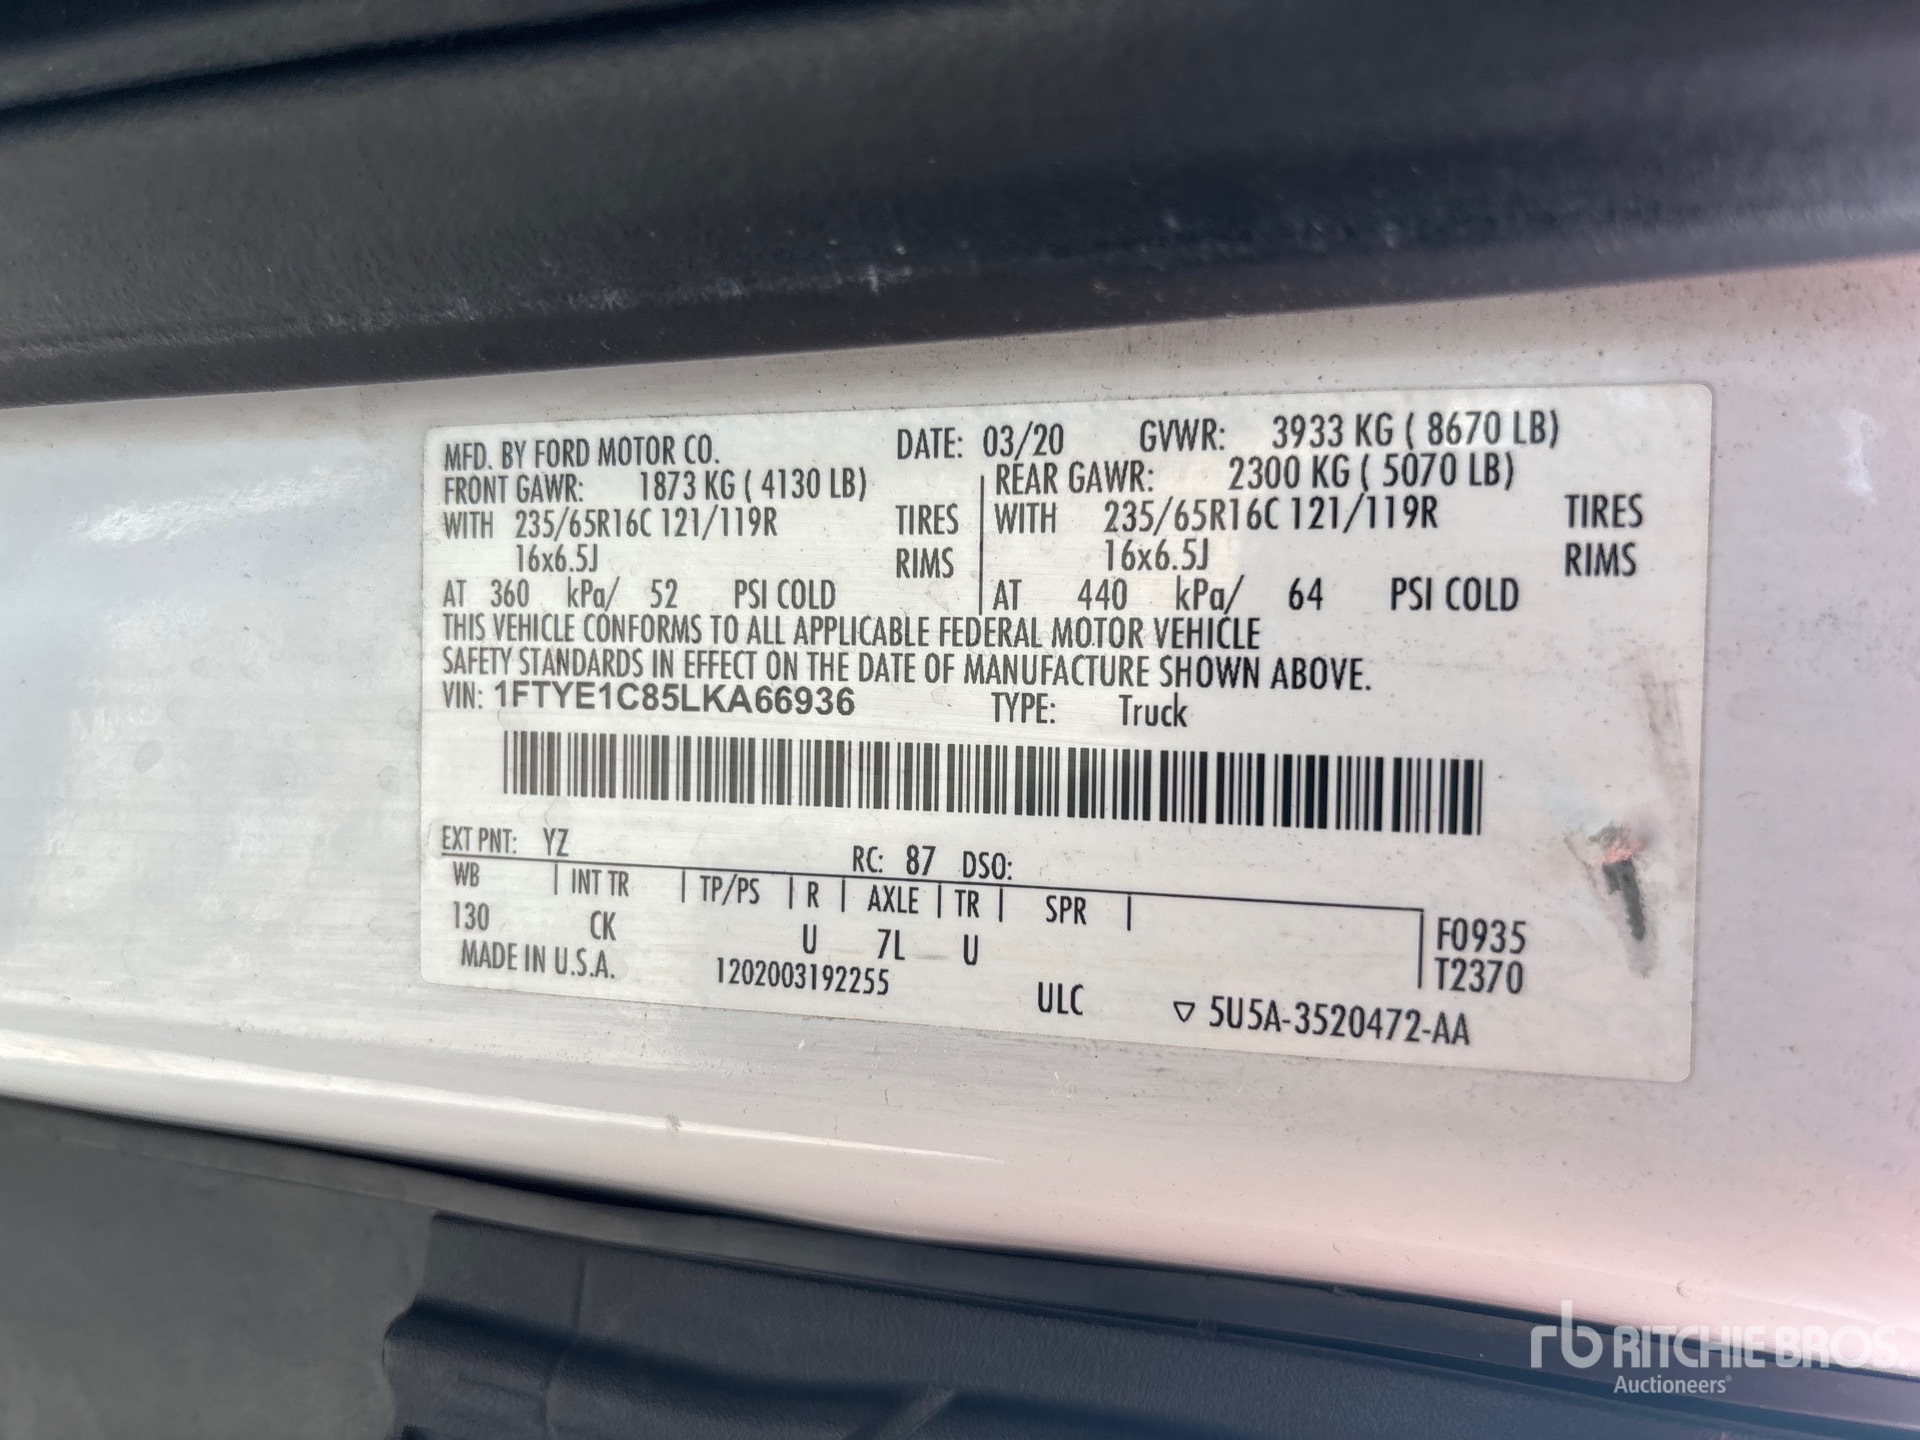 MFD. BY FORD MOTOR CO. DATE: 03/20 GVWR: 3933 KG ( 8670 LB)
FRONT GAWR: 1873 KG ( 4130 LB) REAR GAWR: 2300 KG ( 5070 LB)
WITH 235/65R16C 121/119R TIRES WITH 235/65R16C 121/119R TIRES
16x6.5J RIMS 16x6.5J RIMS
AT 360 kPa/ 52 PSI COLD AT 440 kPa/ 64 PSI COLD
THIS VEHICLE CONFORMS TO ALL APPLICABLE FEDERAL MOTOR VEHICLE
SAFETY STANDARDS IN EFFECT ON THE DATE OF MANUFACTURE SHOWN ABOVE.
VIN: 1FTYE1C85LKA66936 TYPE: Truck
EXT PNT: YZ RC: 87 DSO:
WB INT TR TP/PS R AXLE TR SPR
130 CK U 7L U F0935
T2370
MADE IN U.S.A. 1202003192255 ULC ▽ 5U5A-3520472-AA
rb RITCHIE BROS.
Auctioneers